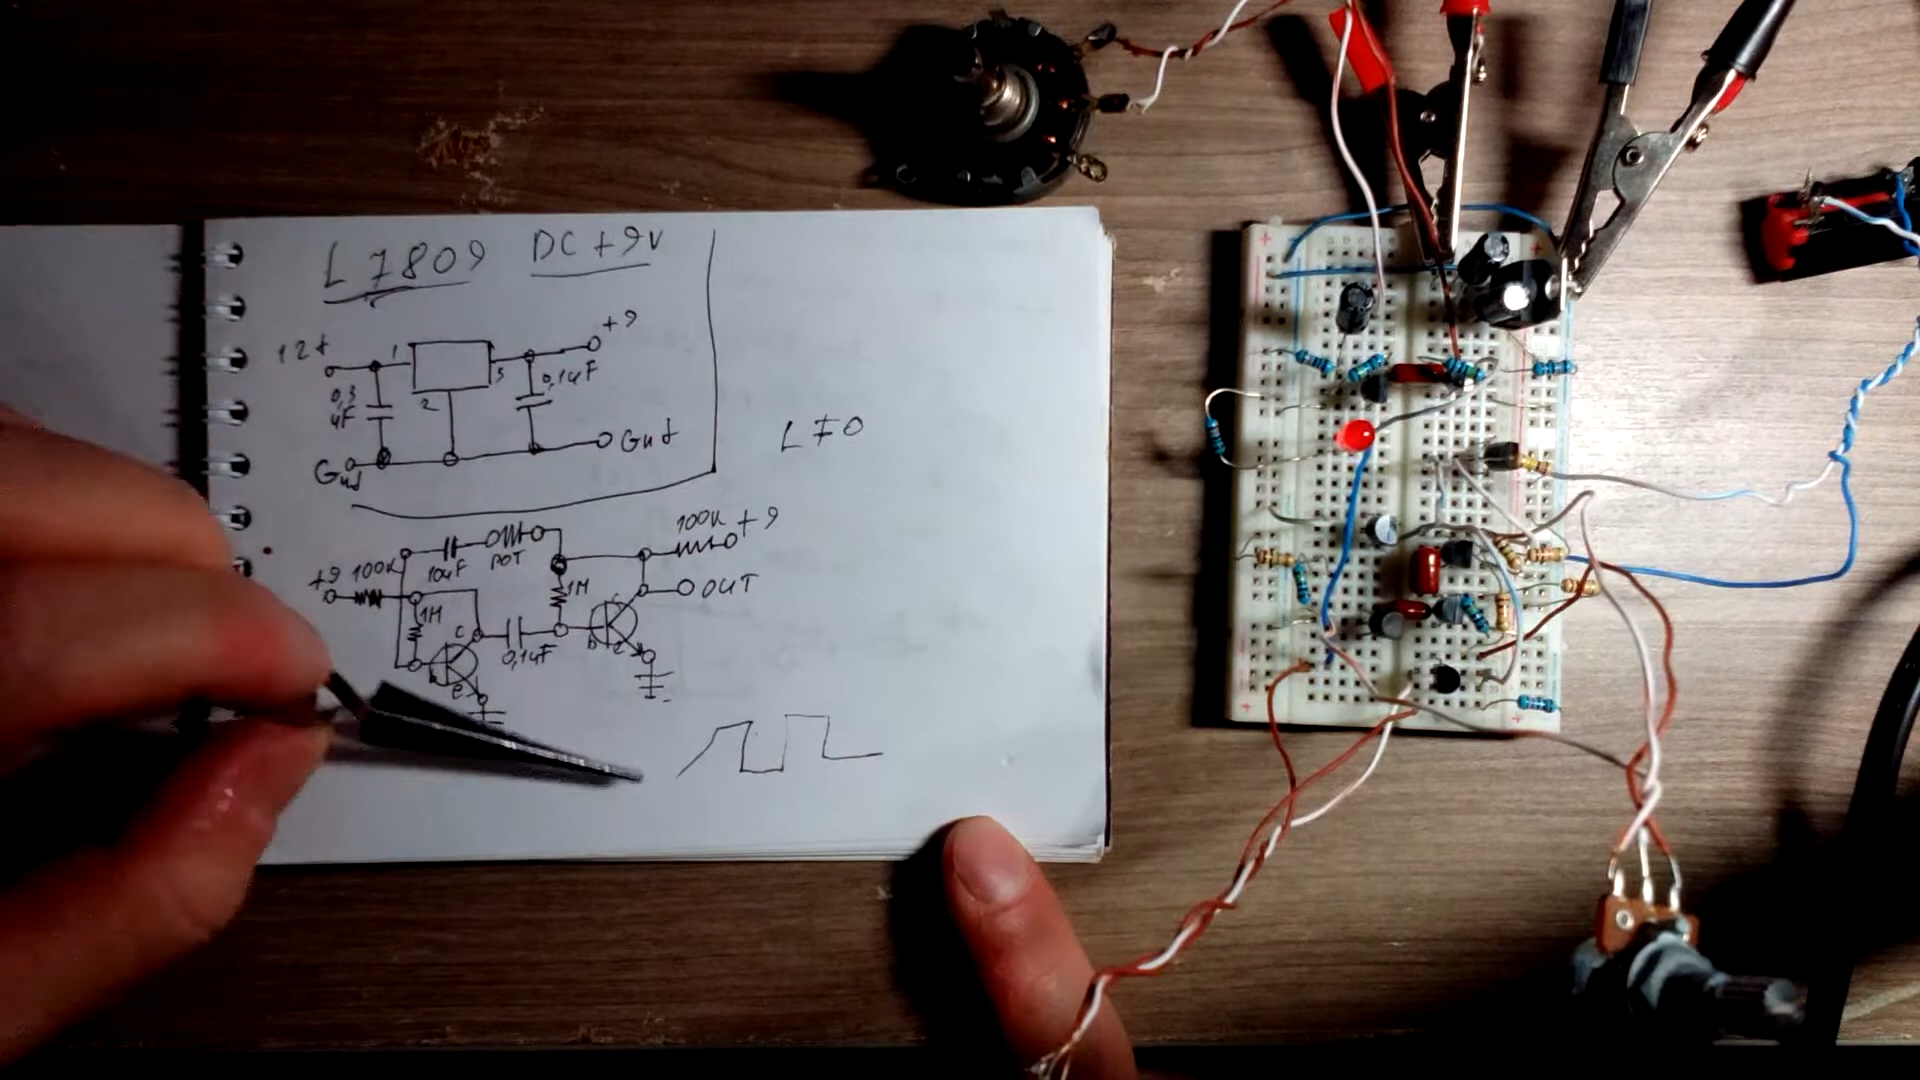 L7809 DC +9V
12+ 1 3 +9
0,3 uF 2 0,1uF
Gnd Gnd
LFO
100K +9
10uF POT
+9 100K 1M OUT
1M c c
0,1uF b e
b e
+ +
+ +